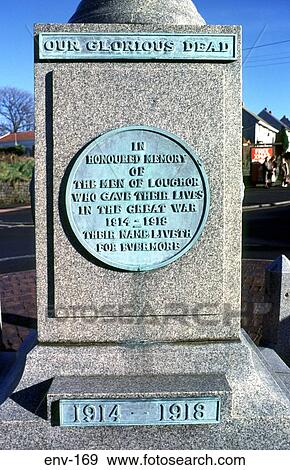 OUR GLORIOUS DEAD
IN
HONOURED MEMORY
OF
THE MEN OF LOUGHOR
WHO GAVE THEIR LIVES
IN THE GREAT WAR
1914 - 1918
THEIR NAME LIVETH
FOR EVERMORE
FOTOSEARCH
1914 - 1918
env-169 www.fotosearch.com